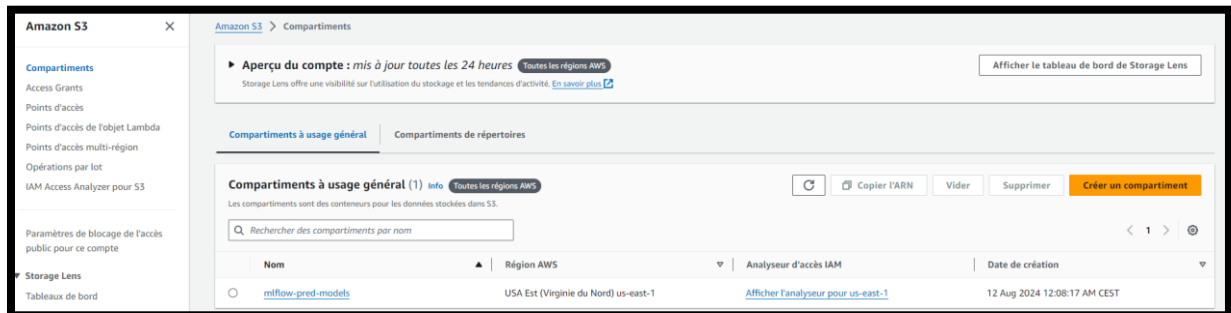 Amazon S3
Compartiments
Access Grants
Points d'accès
Points d'accès de l'objet Lambda
Points d'accès multi-région
Opérations par lot
IAM Access Analyzer pour S3
Paramètres de blocage de l'accès
public pour ce compte
Storage Lens
Tableaux de bord
Amazon S3 > Compartiments
Aperçu du compte : mis à jour toutes les 24 heures Toutes les régions AWS
Afficher le tableau de bord de Storage Lens
Storage Lens offre une visibilité sur l'utilisation du stockage et les tendances d'activité. En savoir plus
Compartiments à usage général Compartiments de répertoires
Compartiments à usage général (1) Info Toutes les régions AWS
Copier l'ARN Vider Supprimer Créer un compartiment
Les compartiments sont des conteneurs pour les données stockées dans S3.
Rechercher des compartiments par nom
1
Nom Région AWS Analyseur d'accès IAM Date de création
mlflow-pred-models USA Est (Virginie du Nord) us-east-1 Afficher l'analyseur pour us-east-1 12 Aug 2024 12:08:17 AM CEST